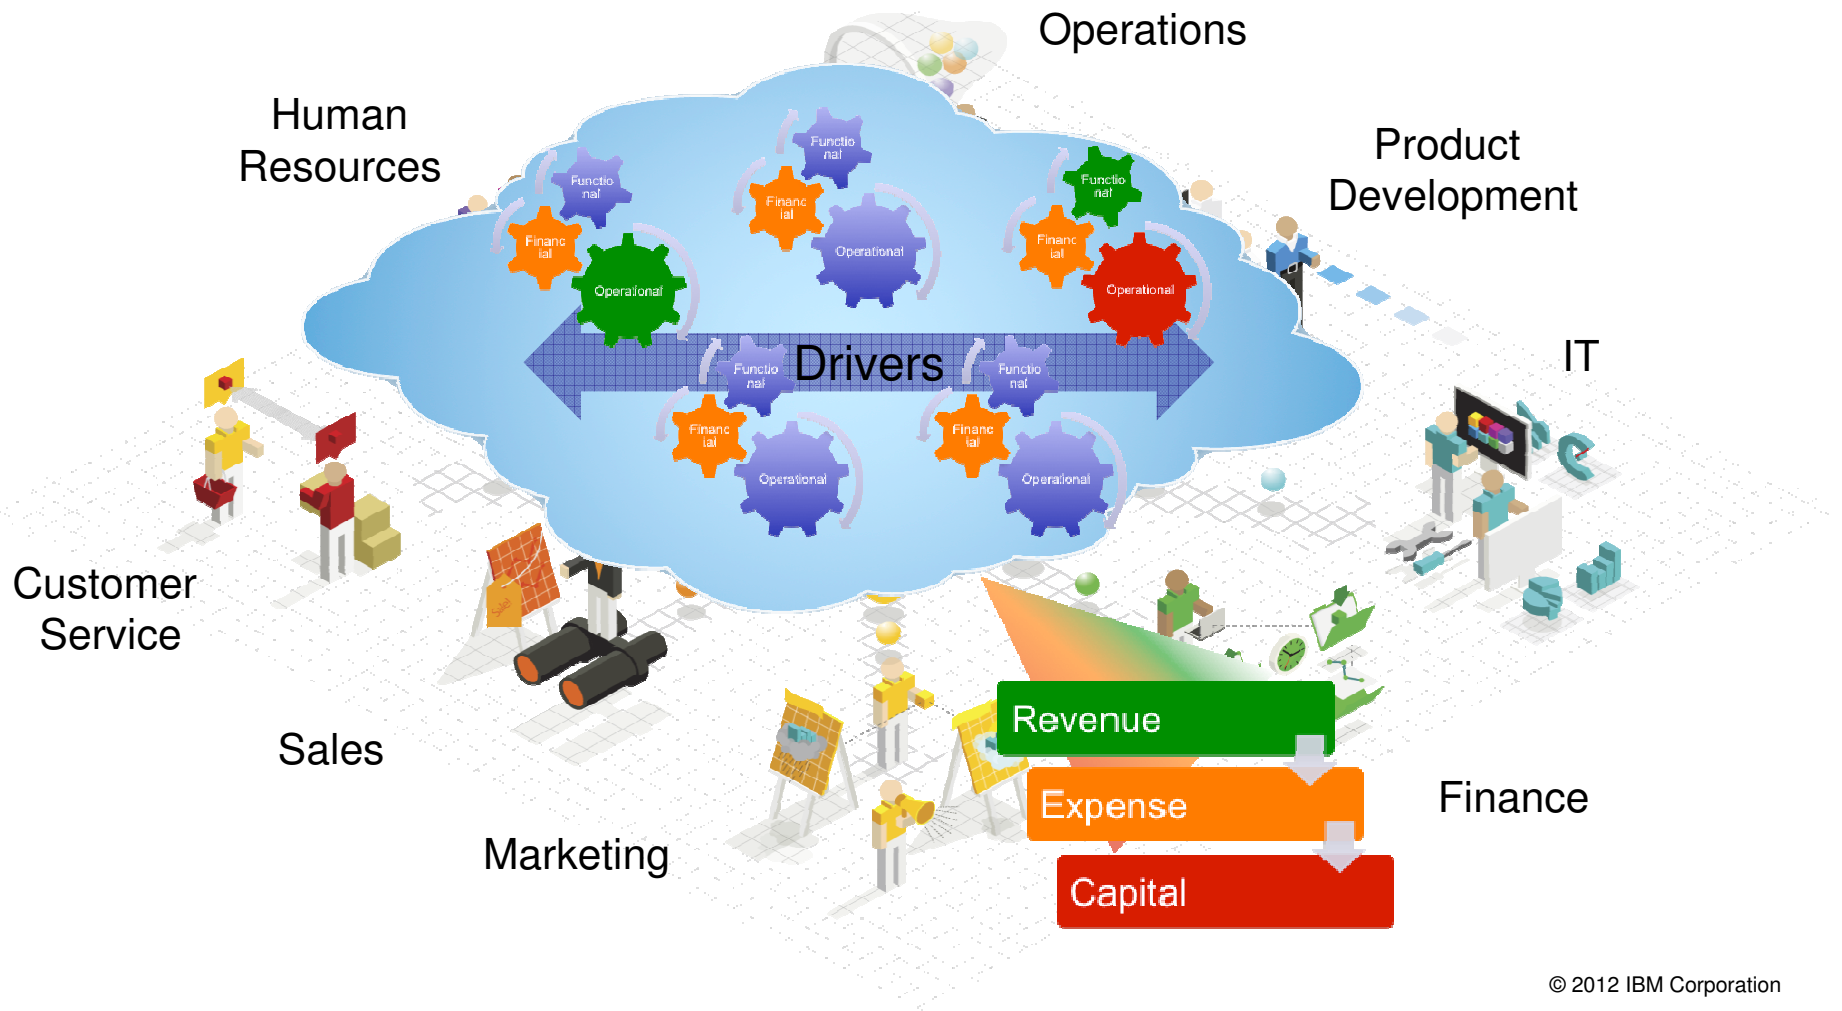 Operations
Human
Resources
Product
Development
Functio
nal
Financ
ial
Operational
Functio
nal
Financ
ial
Operational
Functio
nal
Financ
ial
Operational
Drivers
IT
Functio
nal
Financ
ial
Operational
Functio
nal
Financ
ial
Operational
Customer
Service
Sale!
Sales
Marketing
Revenue
Expense
Capital
Finance
© 2012 IBM Corporation